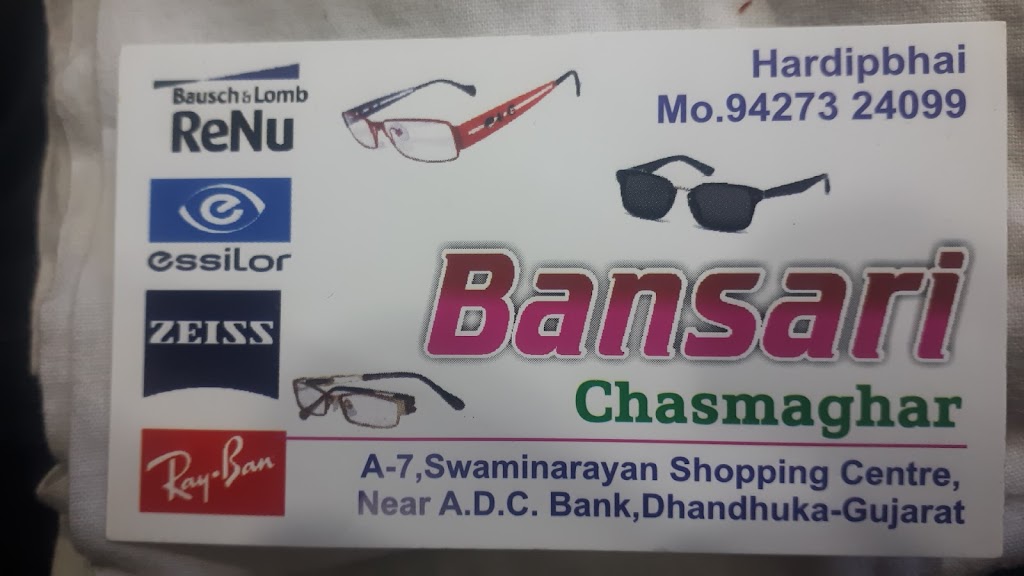 Bausch & Lomb
ReNu
e
essilor
ZEISS
Ray-Ban
Hardipbhai
Mo.94273 24099
Bansari
Chasmaghar
A-7,Swaminarayan Shopping Centre,
Near A.D.C. Bank,Dhandhuka-Gujarat